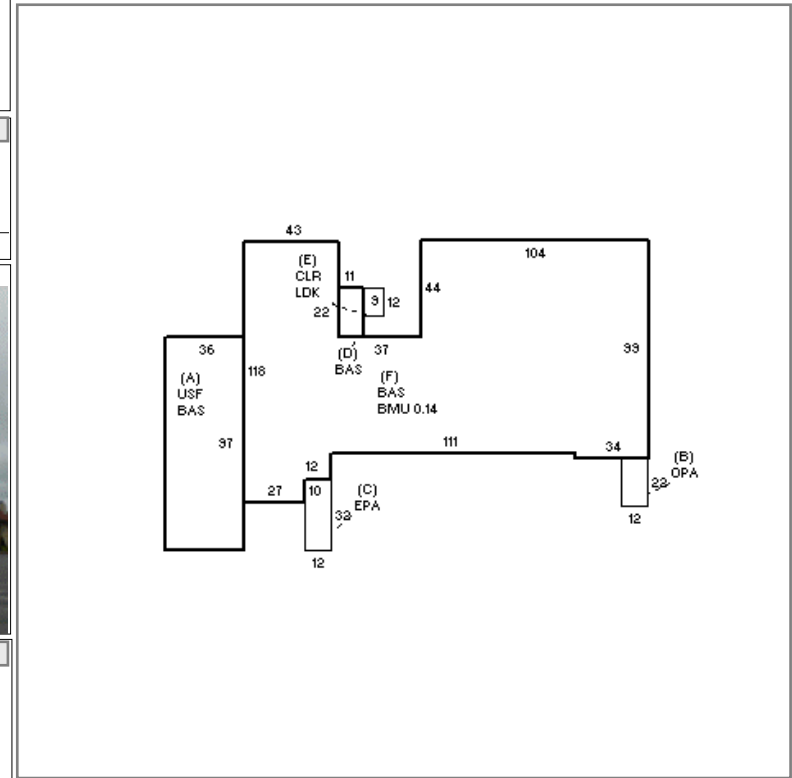 43
104
(E)
CLR
LDK
11
9
12
44
22
36
(D)
BAS
37
99
118
(A)
USF
BAS
(F)
BAS
BMU 0.14
97
111
34
12
(B)
OPA
22
27
10
(C)
EPA
32
12
12